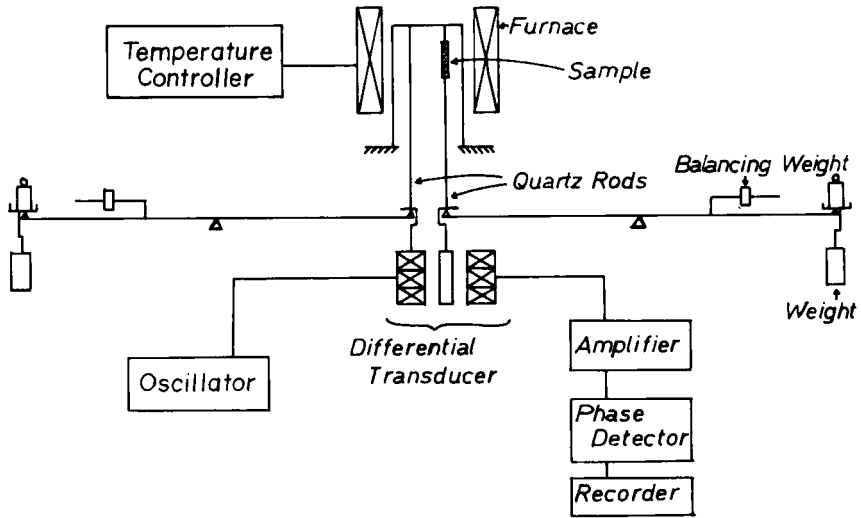 Temperature
Controller
Furnace
Sample
Balancing Weight
Quartz Rods
Weight
Differential
Transducer
Oscillator
Amplifier
Phase
Detector
Recorder